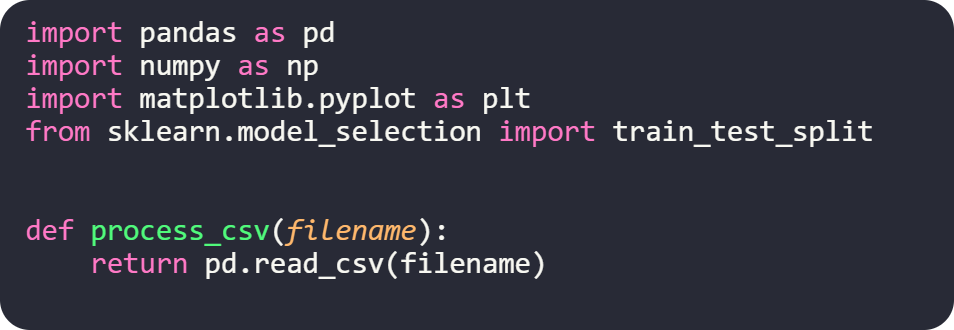 import pandas as pd
import numpy as np
import matplotlib.pyplot as plt
from sklearn.model_selection import train_test_split
def process_csv(filename):
    return pd.read_csv(filename)